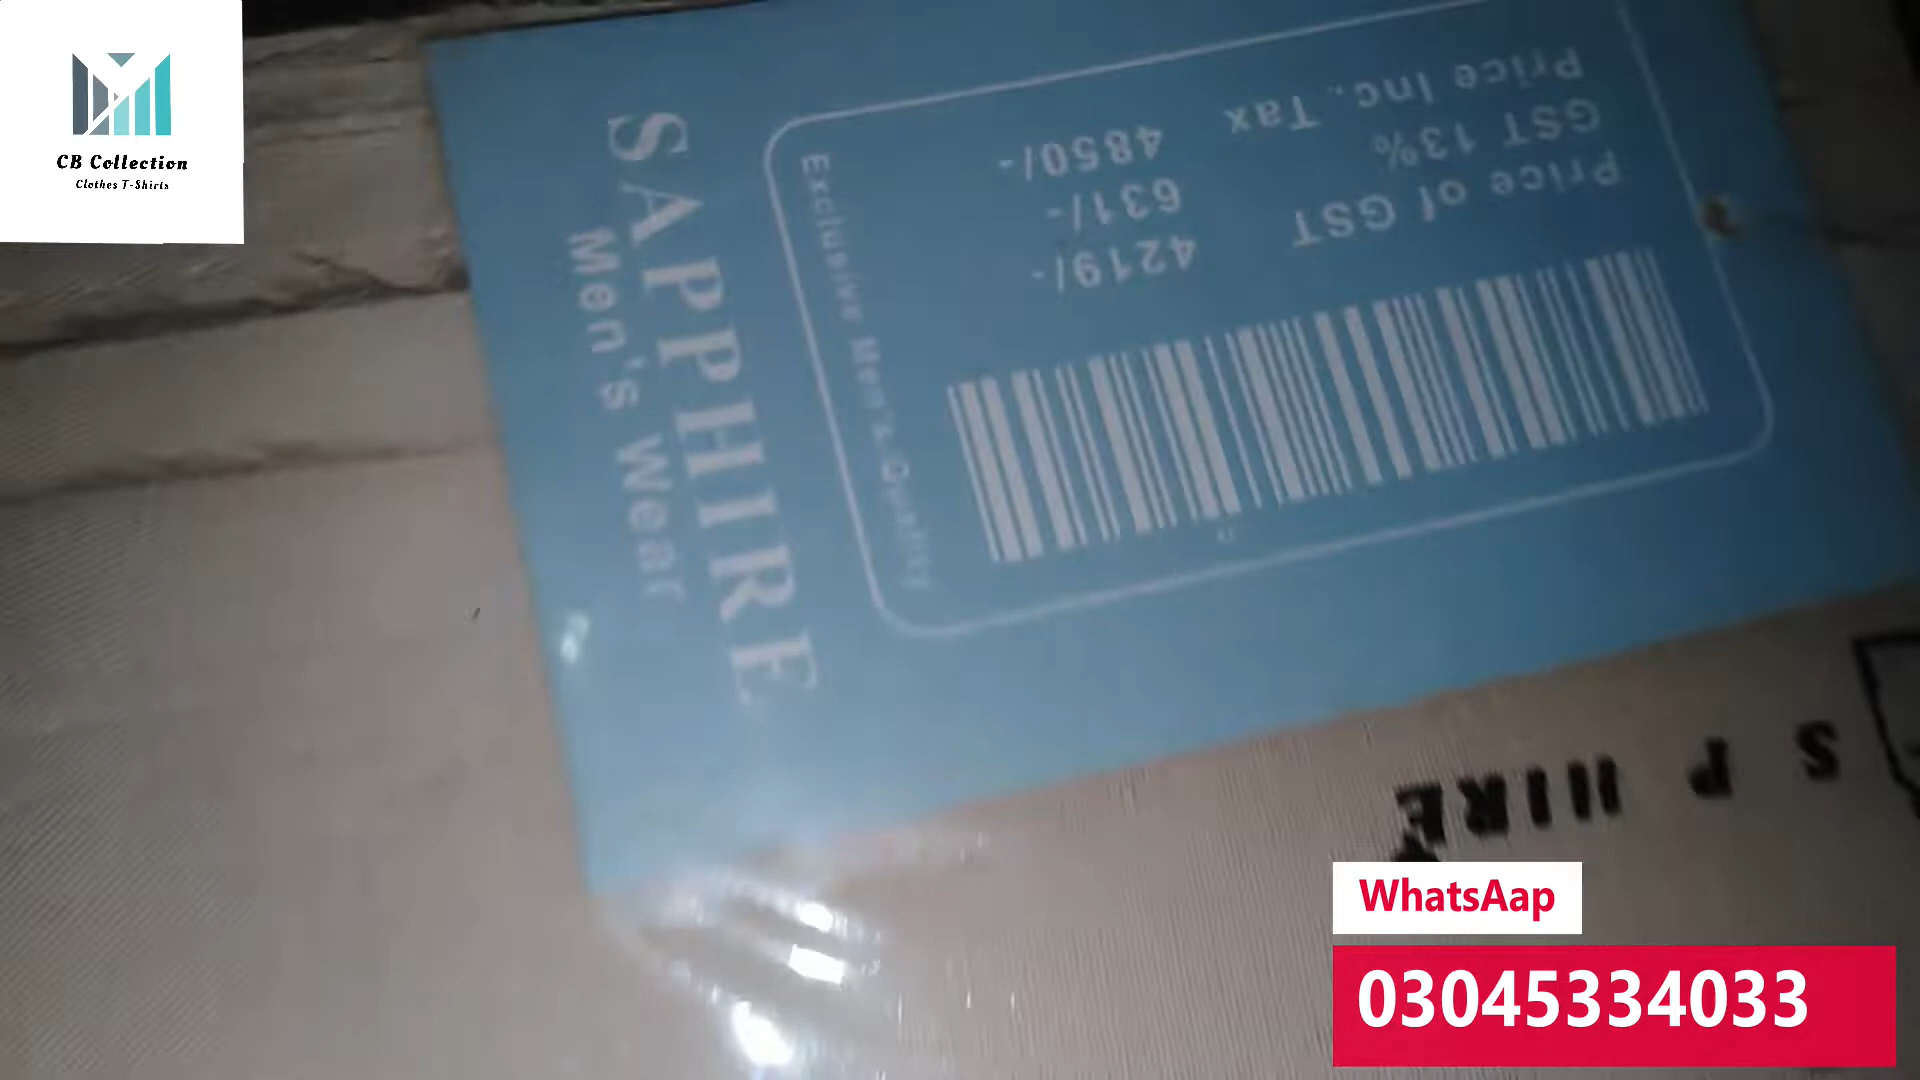 CB Collection
Clothes T-Shirts
SAPPHIRE
Men's Wear
Exclusive Men's Quality
Price of GST 4219/-
GST 13% 631/-
Price Inc. Tax 4850/-
S P HIRE
WhatsAap
03045334033